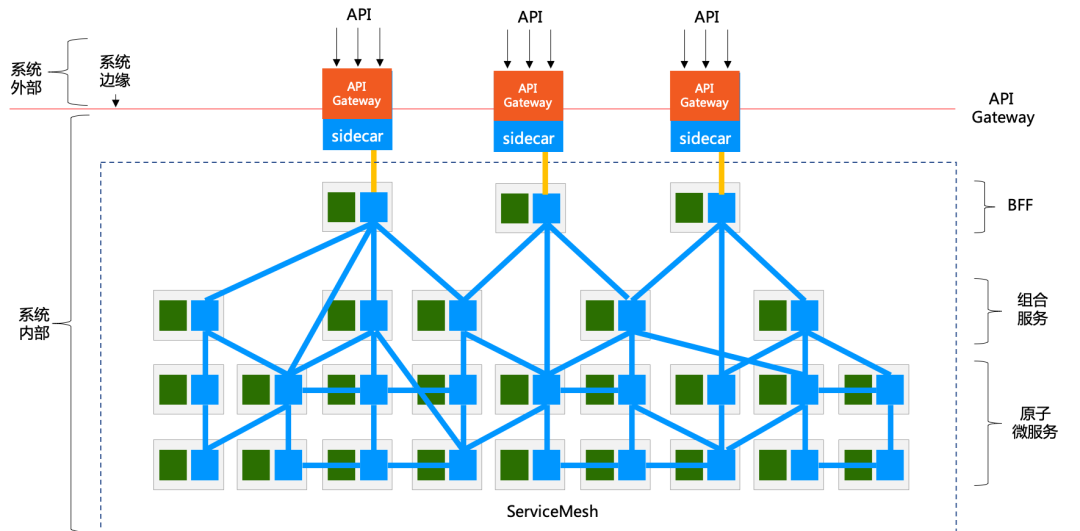 API
API
API
系统
外部
系统
边缘
API
Gateway
API
Gateway
API
Gateway
API
Gateway
sidecar
sidecar
sidecar
BFF
系统
内部
组合
服务
原子
微服务
ServiceMesh